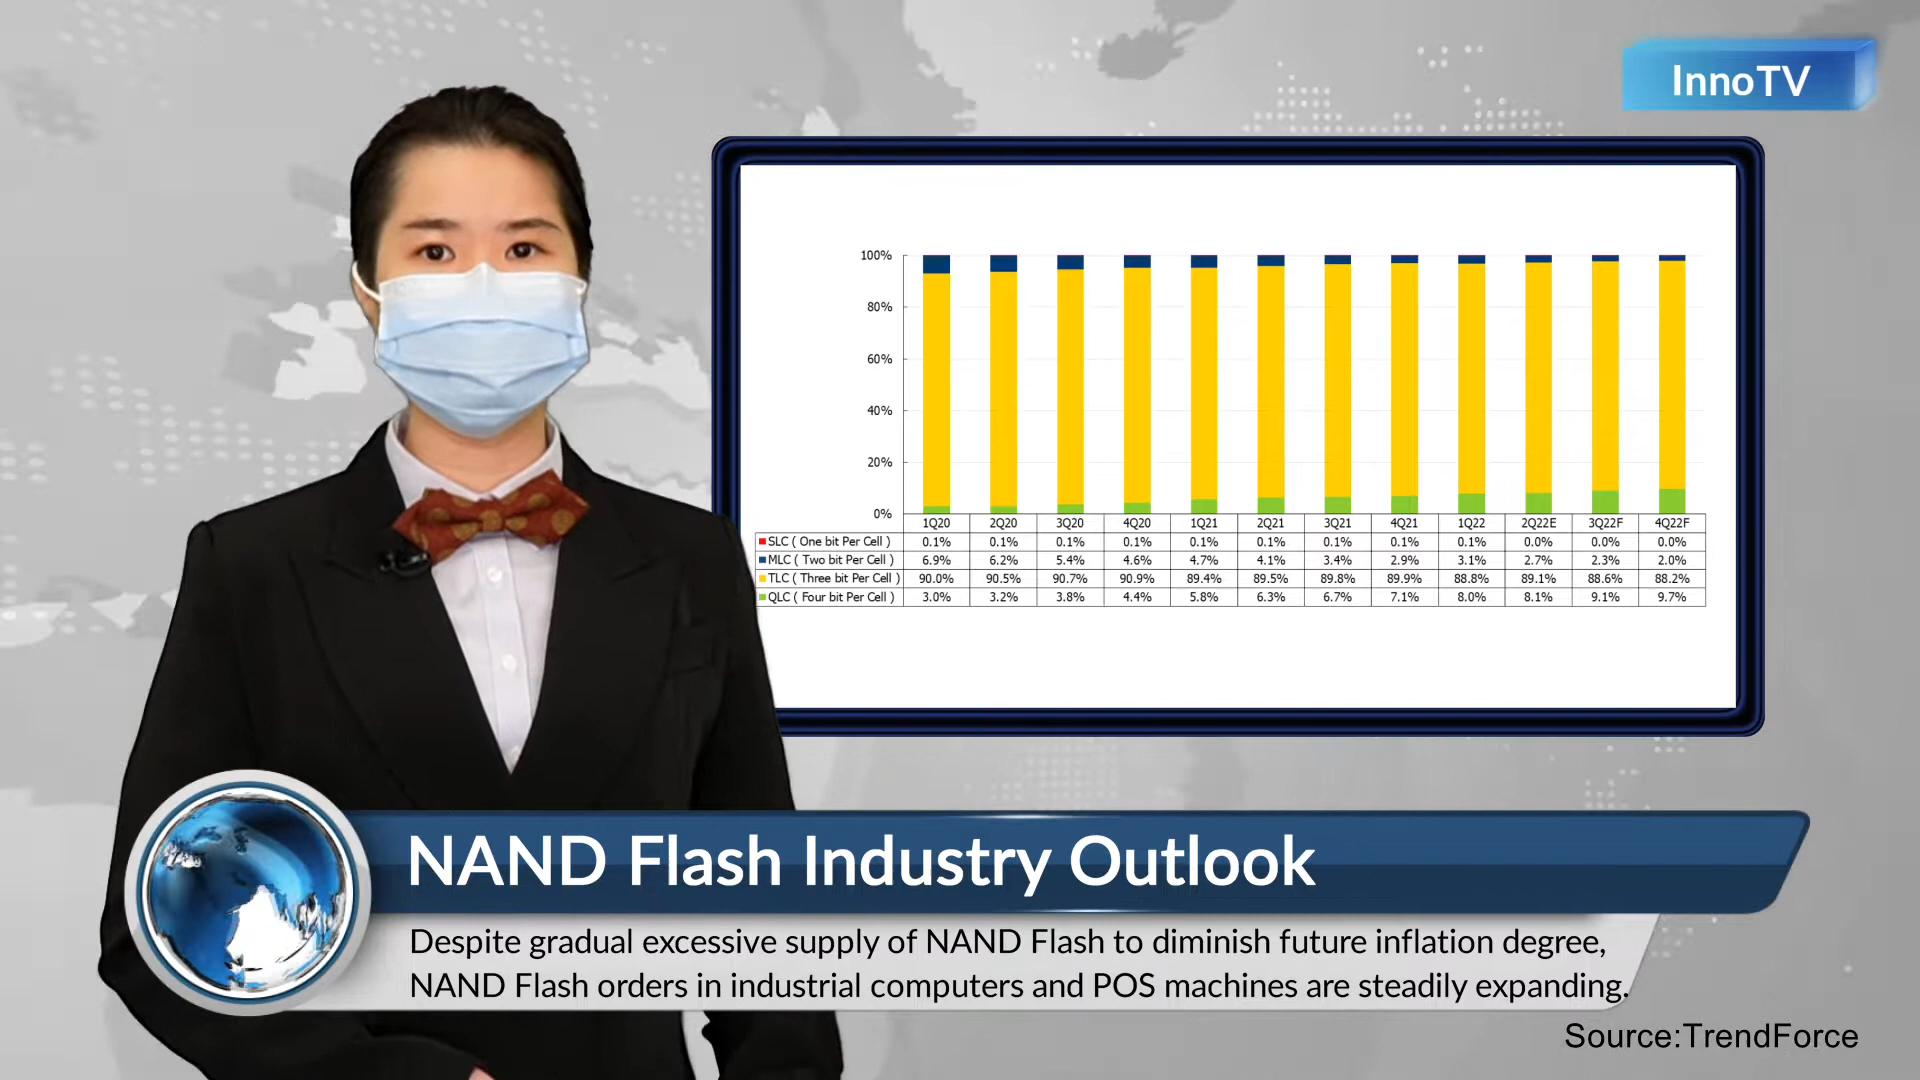 InnoTV
100%
80%
60%
40%
20%
0%
1Q20 2Q20 3Q20 4Q20 1Q21 2Q21 3Q21 4Q21 1Q22 2Q22E 3Q22F 4Q22F
SLC ( One bit Per Cell ) 0.1% 0.1% 0.1% 0.1% 0.1% 0.1% 0.1% 0.1% 0.1% 0.0% 0.0% 0.0%
MLC ( Two bit Per Cell ) 6.9% 6.2% 5.4% 4.6% 4.7% 4.1% 3.4% 2.9% 3.1% 2.7% 2.3% 2.0%
TLC ( Three bit Per Cell ) 90.0% 90.5% 90.7% 90.9% 89.4% 89.5% 89.8% 89.9% 88.8% 89.1% 88.6% 88.2%
QLC ( Four bit Per Cell ) 3.0% 3.2% 3.8% 4.4% 5.8% 6.3% 6.7% 7.1% 8.0% 8.1% 9.1% 9.7%
NAND Flash Industry Outlook
Despite gradual excessive supply of NAND Flash to diminish future inflation degree,
NAND Flash orders in industrial computers and POS machines are steadily expanding.
Source:TrendForce